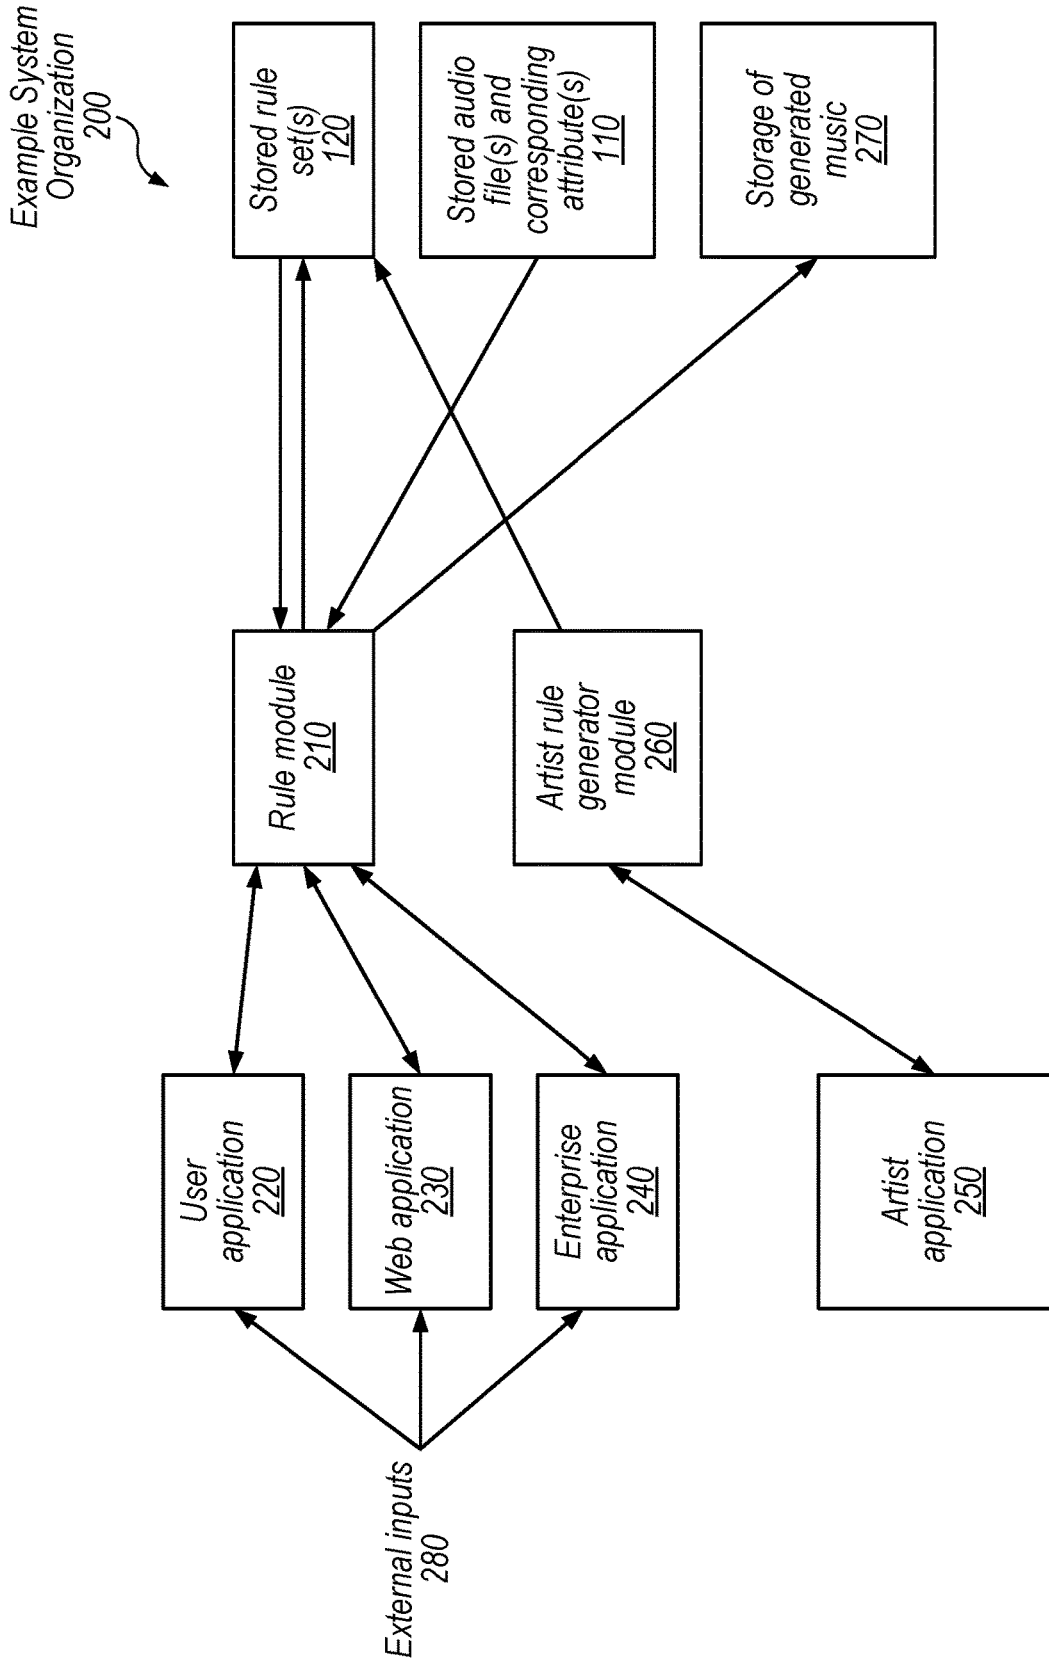 Example System
Organization
200
External inputs
280
User
application
220
Web application
230
Enterprise
application
240
Artist
application
250
Rule module
210
Artist rule
generator
module
260
Stored rule
set(s)
120
Stored audio
file(s) and
corresponding
attribute(s)
110
Storage of
generated
music
270